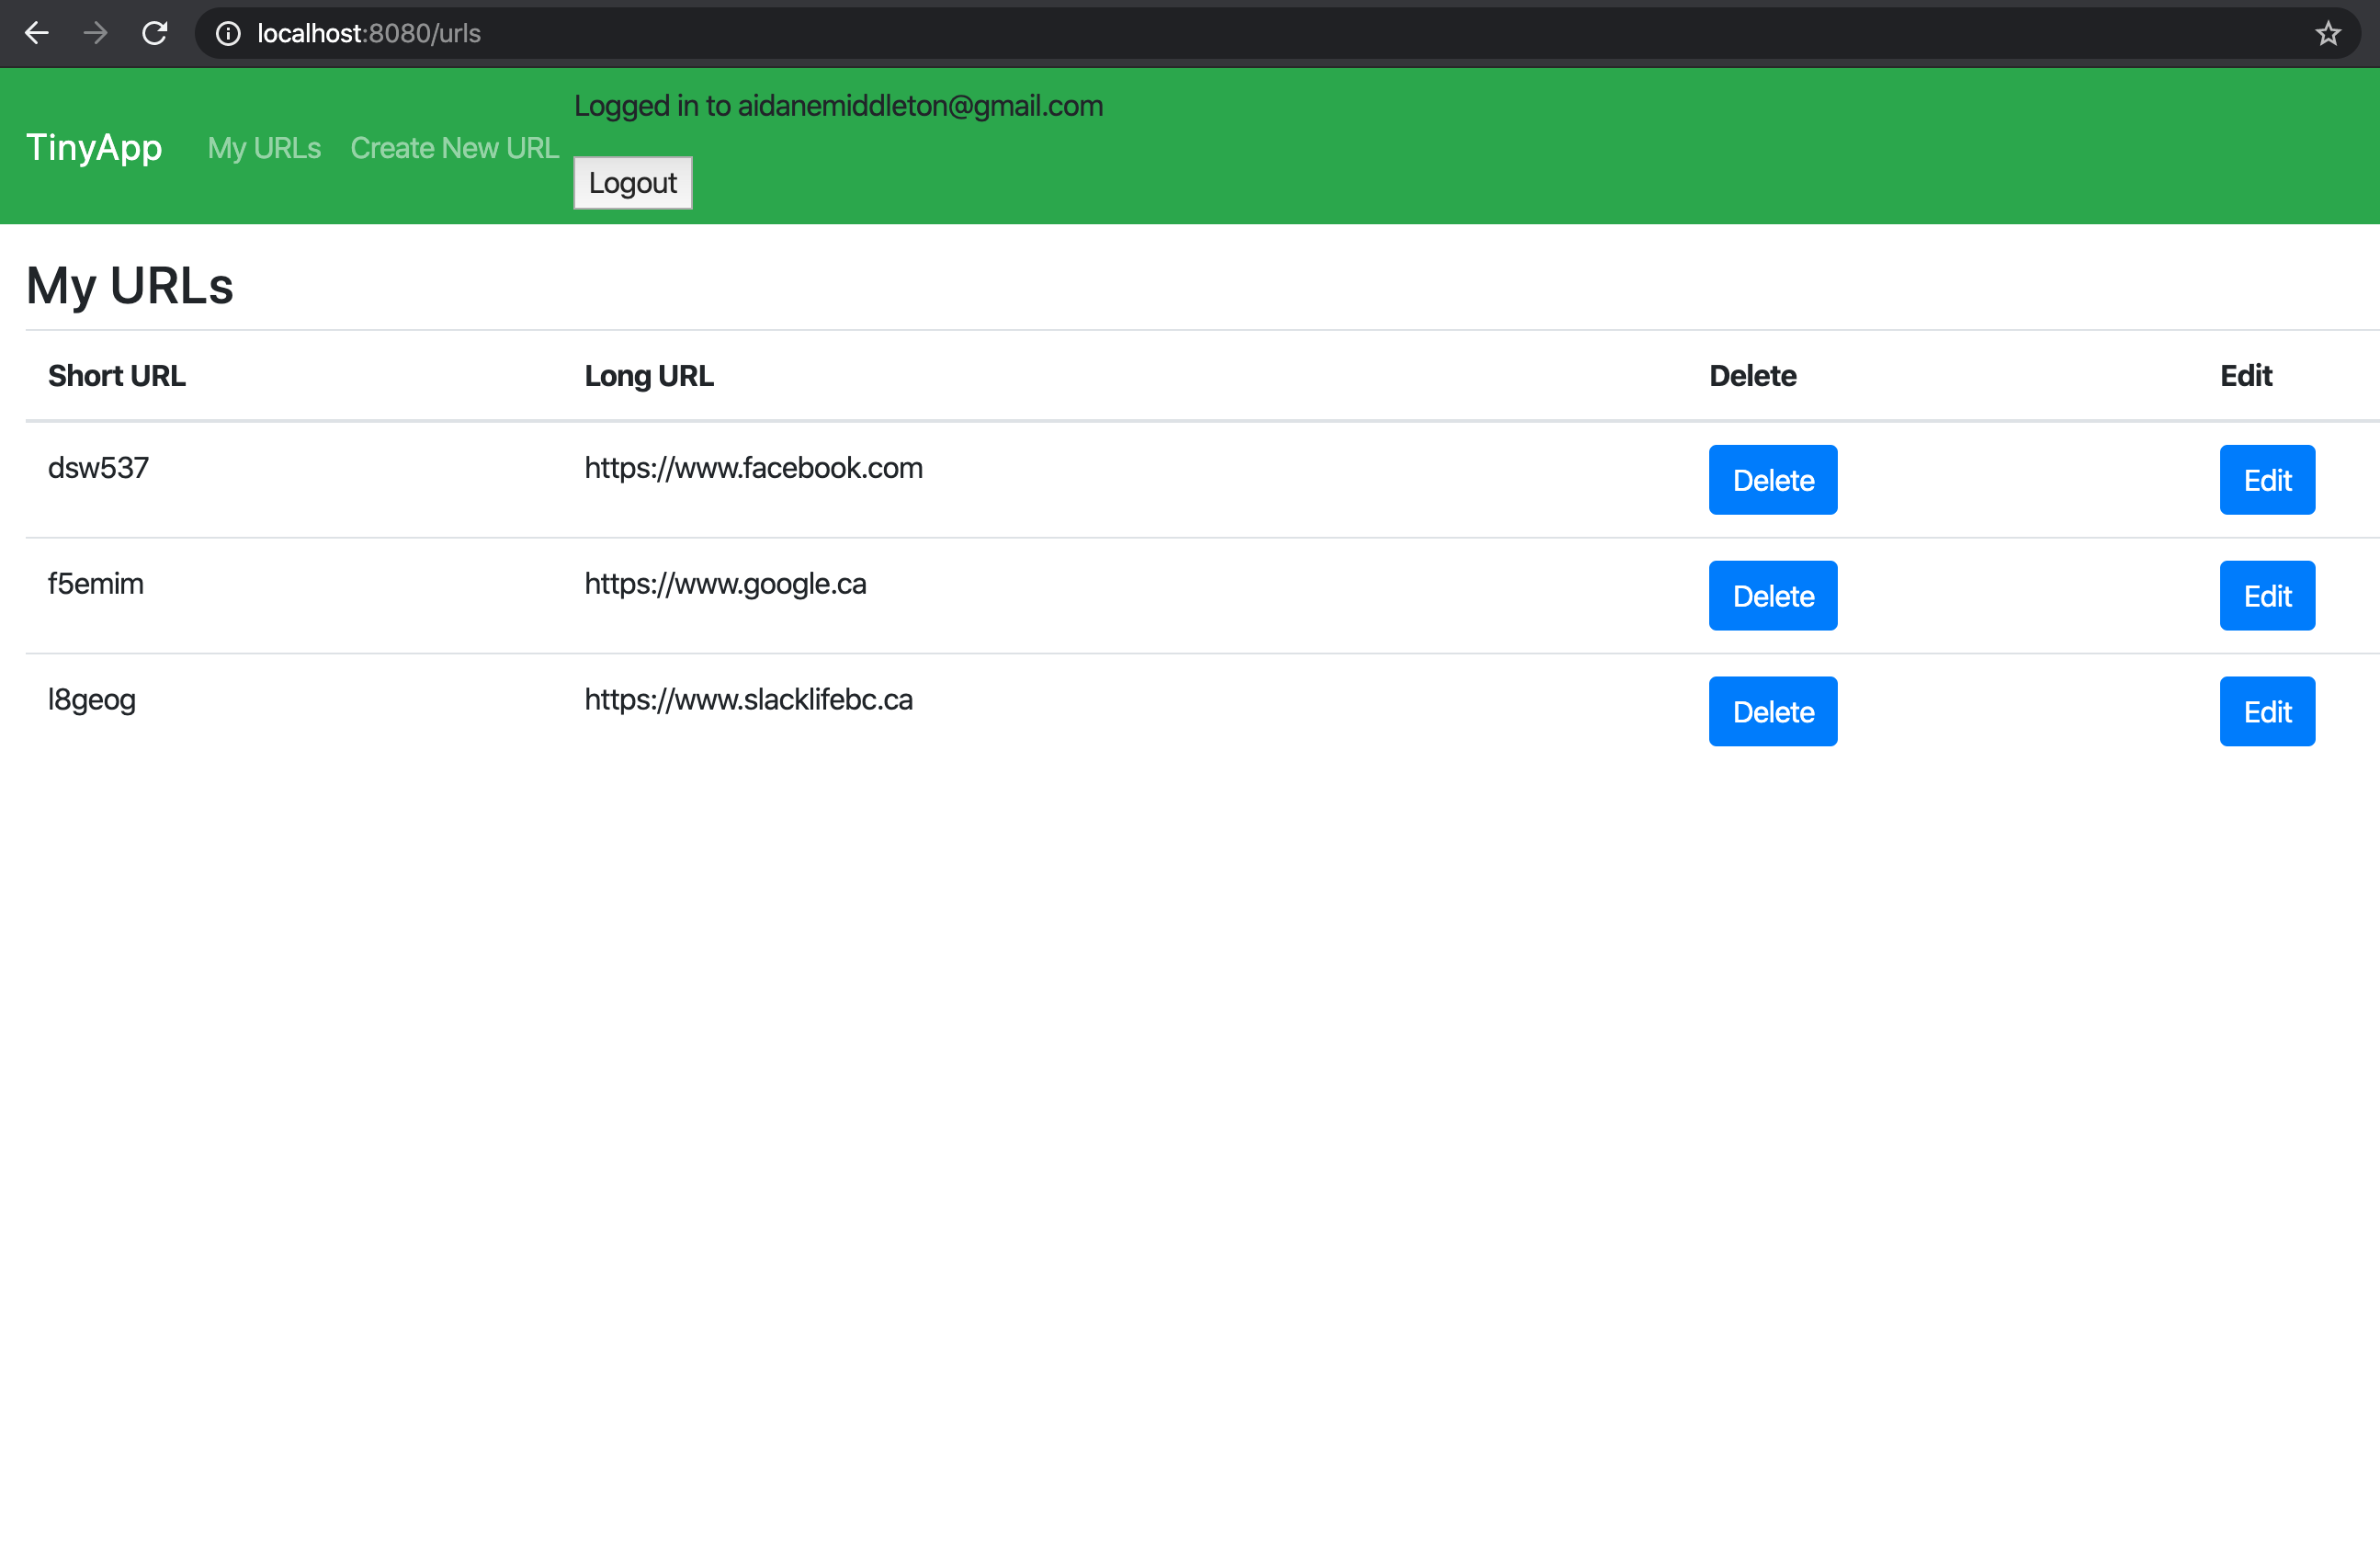 localhost:8080/urls
Logged in to aidanemiddleton@gmail.com
TinyApp My URLs Create New URL
Logout
My URLs
Short URL Long URL Delete Edit
dsw537 https://www.facebook.com Delete Edit
f5emim https://www.google.ca Delete Edit
l8geog https://www.slacklifebc.ca Delete Edit